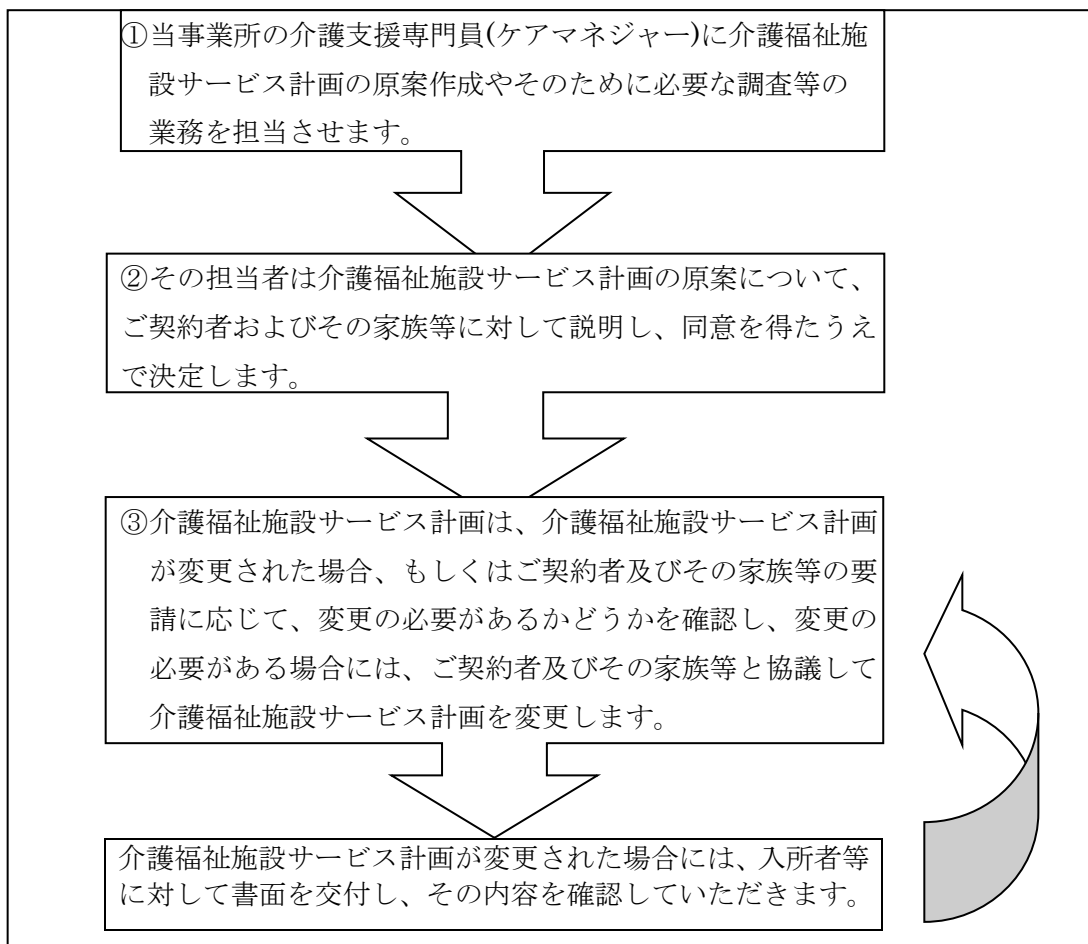 ①当事業所の介護支援専門員(ケアマネジャー)に介護福祉施
設サービス計画の原案作成やそのために必要な調査等の
業務を担当させます。
②その担当者は介護福祉施設サービス計画の原案について、
ご契約者およびその家族等に対して説明し、同意を得たうえ
で決定します。
③介護福祉施設サービス計画は、介護福祉施設サービス計画
が変更された場合、もしくはご契約者及びその家族等の要
請に応じて、変更の必要があるかどうかを確認し、変更の
必要がある場合には、ご契約者及びその家族等と協議して
介護福祉施設サービス計画を変更します。
介護福祉施設サービス計画が変更された場合には、入所者等
に対して書面を交付し、その内容を確認していただきます。